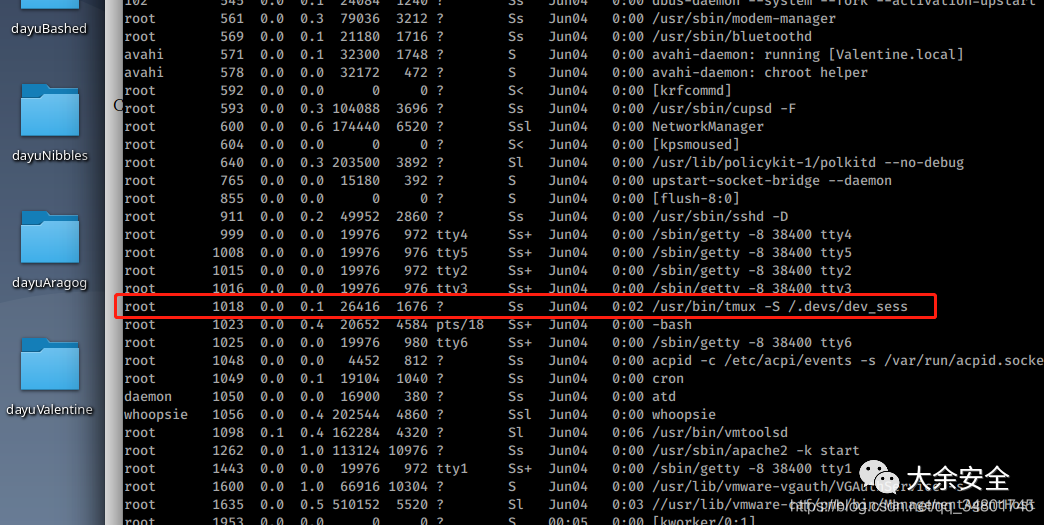 dayuBashed
dayuNibbles
dayuAragog
dayuValentine
102 545 0.0 0.1 24084 1240 ? Ss Jun04 0:00 dbus-daemon --system --fork --activation=upstart
root 561 0.0 0.3 79036 3212 ? Ss Jun04 0:00 /usr/sbin/modem-manager
root 569 0.0 0.1 21180 1716 ? Ss Jun04 0:00 /usr/sbin/bluetoothd
avahi 571 0.0 0.1 32300 1748 ? S Jun04 0:00 avahi-daemon: running [Valentine.local]
avahi 578 0.0 0.0 32172 472 ? S Jun04 0:00 avahi-daemon: chroot helper
root 592 0.0 0.0 0 0 ? S< Jun04 0:00 [krfcommd]
root 593 0.0 0.3 104088 3696 ? Ss Jun04 0:00 /usr/sbin/cupsd -F
root 600 0.0 0.6 174440 6520 ? Ssl Jun04 0:00 NetworkManager
root 604 0.0 0.0 0 0 ? S< Jun04 0:00 [kpsmoused]
root 640 0.0 0.3 203500 3892 ? Sl Jun04 0:00 /usr/lib/policykit-1/polkitd --no-debug
root 765 0.0 0.0 15180 392 ? S Jun04 0:00 upstart-socket-bridge --daemon
root 855 0.0 0.0 0 0 ? S Jun04 0:00 [flush-8:0]
root 911 0.0 0.2 49952 2860 ? Ss Jun04 0:00 /usr/sbin/sshd -D
root 999 0.0 0.0 19976 972 tty4 Ss+ Jun04 0:00 /sbin/getty -8 38400 tty4
root 1008 0.0 0.0 19976 976 tty5 Ss+ Jun04 0:00 /sbin/getty -8 38400 tty5
root 1015 0.0 0.0 19976 972 tty2 Ss+ Jun04 0:00 /sbin/getty -8 38400 tty2
root 1016 0.0 0.0 19976 972 tty3 Ss+ Jun04 0:00 /sbin/getty -8 38400 tty3
root 1018 0.0 0.1 26416 1676 ? Ss Jun04 0:02 /usr/bin/tmux -S /.devs/dev_sess
root 1023 0.0 0.4 20652 4584 pts/18 Ss+ Jun04 0:00 -bash
root 1025 0.0 0.0 19976 980 tty6 Ss+ Jun04 0:00 /sbin/getty -8 38400 tty6
root 1048 0.0 0.0 4452 812 ? Ss Jun04 0:00 acpid -c /etc/acpi/events -s /var/run/acpid.socke
root 1049 0.0 0.1 19104 1040 ? Ss Jun04 0:00 cron
daemon 1050 0.0 0.0 16900 380 ? Ss Jun04 0:00 atd
whoopsie 1056 0.0 0.4 202544 4860 ? Ssl Jun04 0:00 whoopsie
root 1098 0.1 0.4 162284 4320 ? Sl Jun04 0:06 /usr/bin/vmtoolsd
root 1262 0.0 1.0 113124 10976 ? Ss Jun04 0:00 /usr/sbin/apache2 -k start
root 1443 0.0 0.0 19976 972 tty1 Ss+ Jun04 0:00 /sbin/getty -8 38400 tty1
root 1600 0.0 1.0 66916 10304 ? S Jun04 0:00 /usr/lib/vmware-vgauth/
root 1635 0.0 0.5 510152 5520 ? Sl Jun04 0:03
root 1953 0.0 0.0 0 0 ? S 00:05 0:00 [kworker/0:1]
大余安全
https://blog.csdn.net/qq_34801745